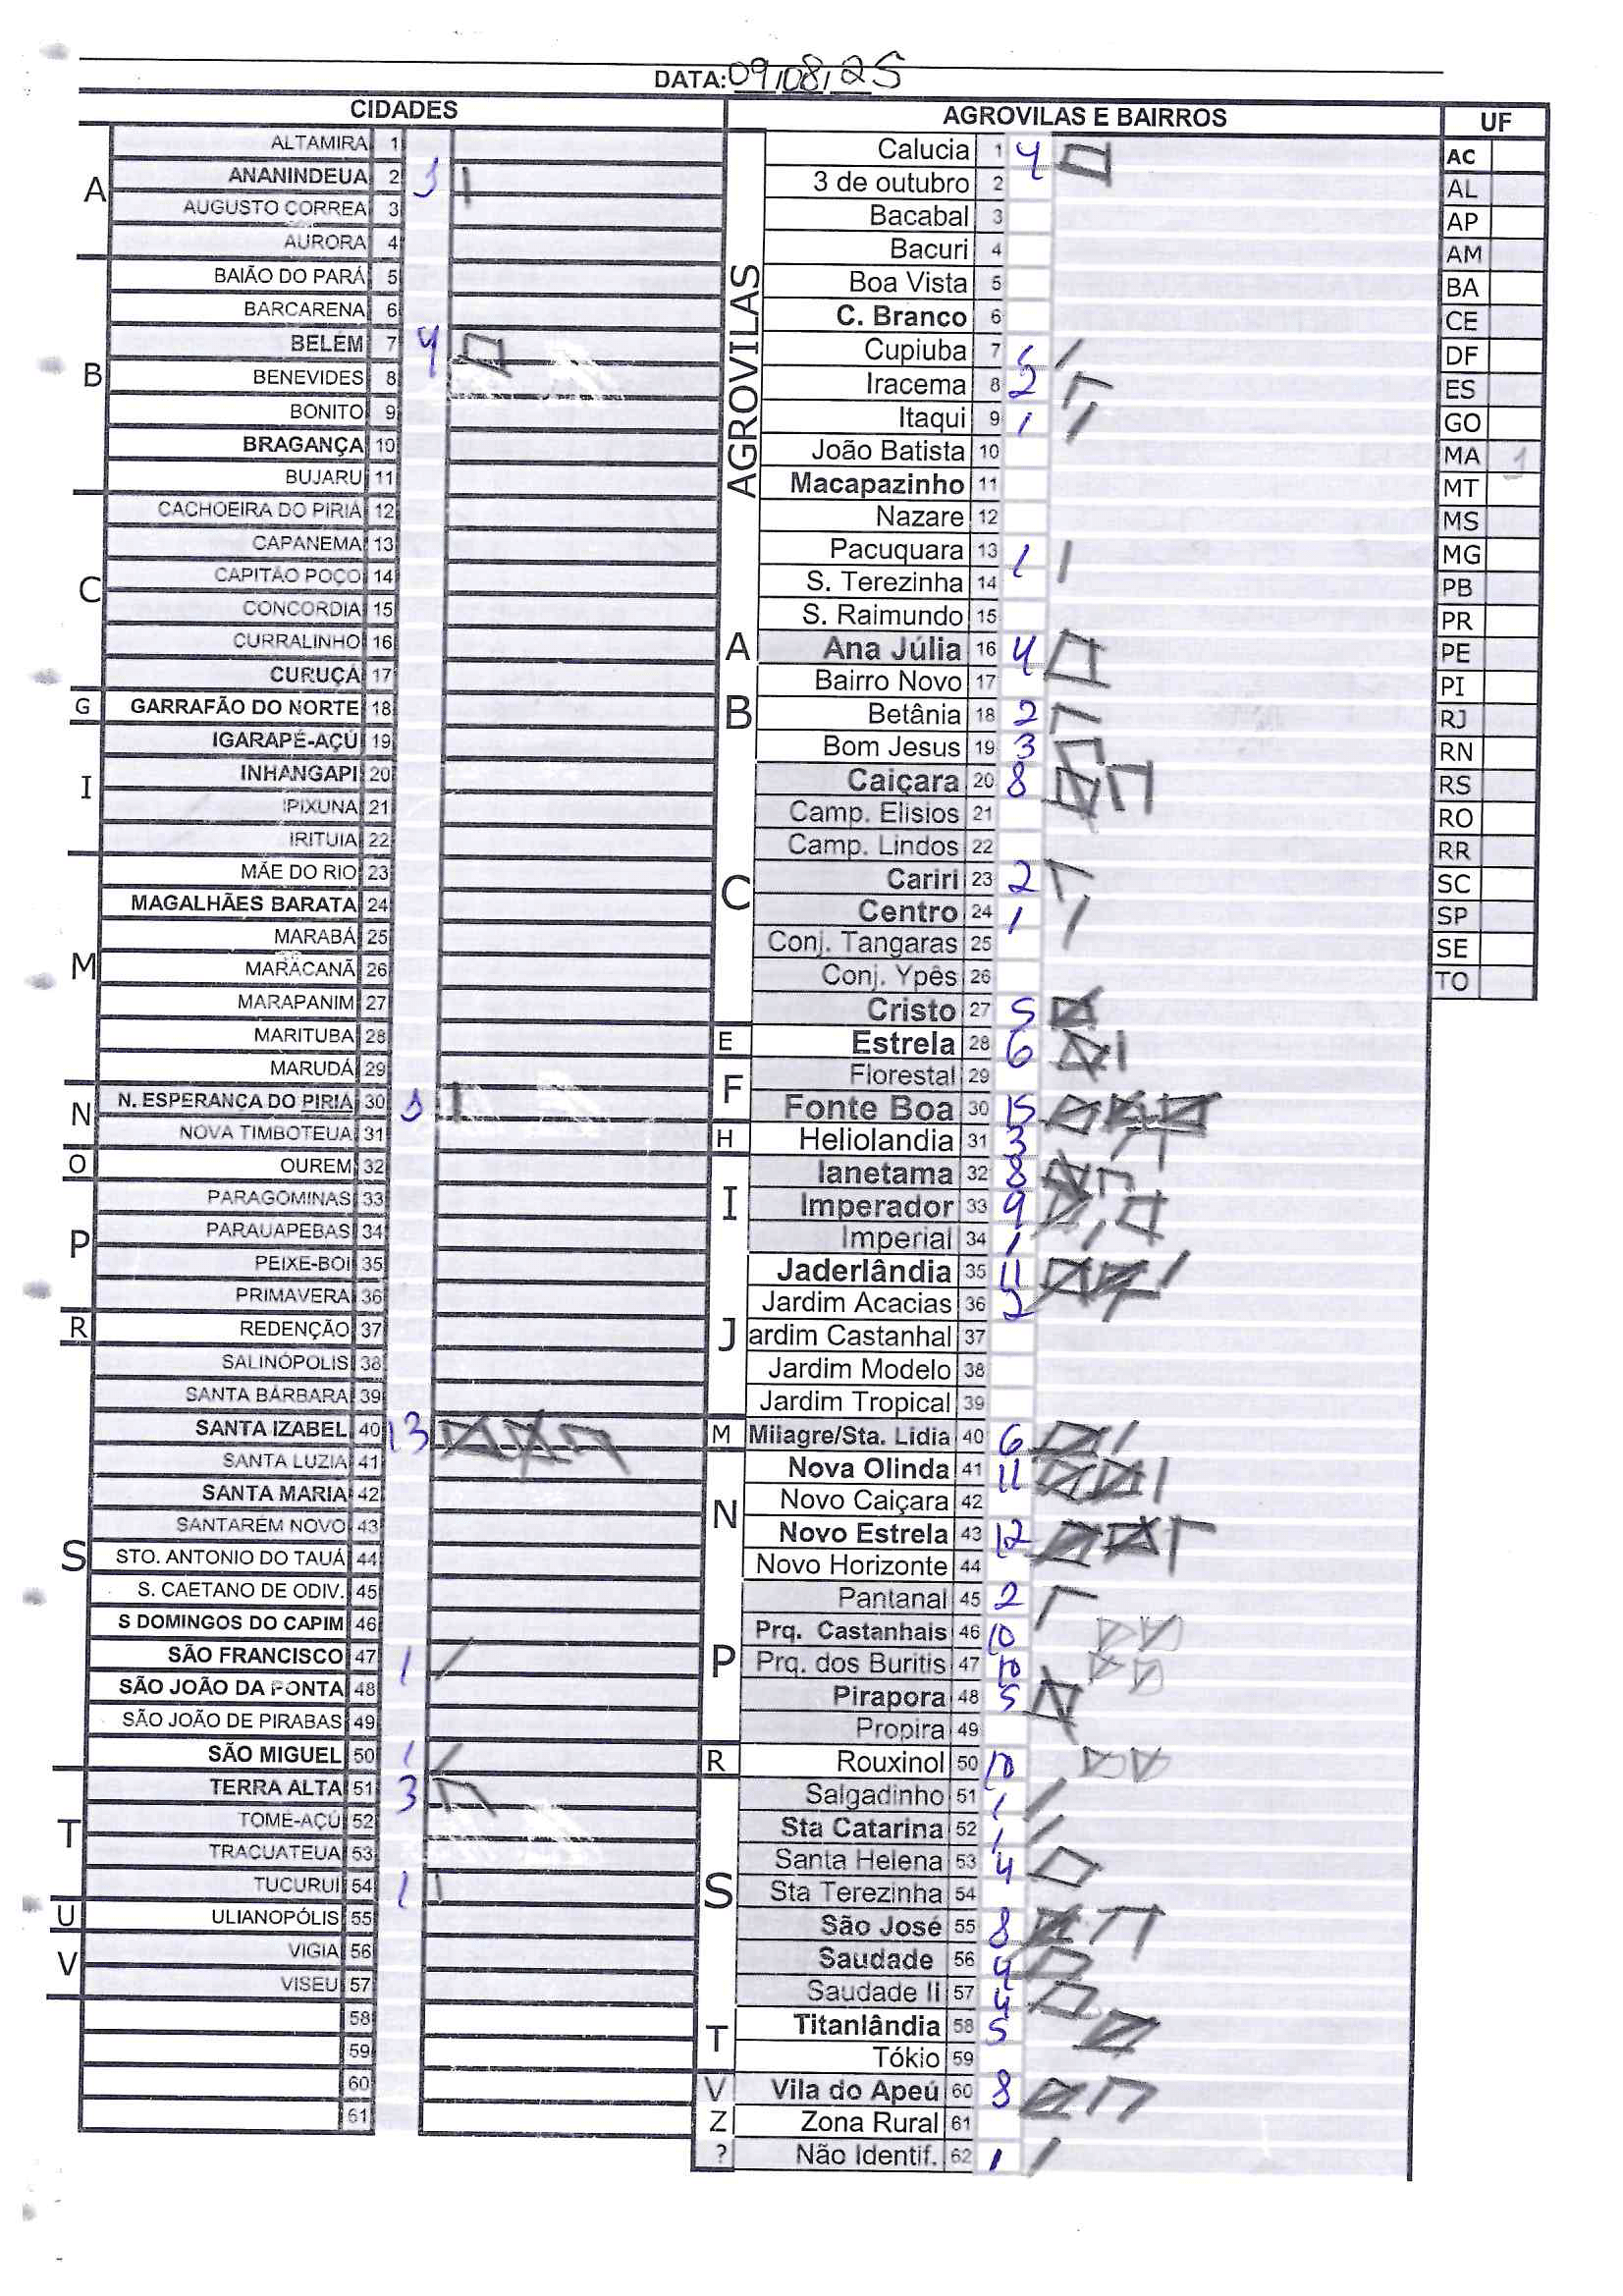 DATA: 09/08/25
CIDADES
A
ALTAMIRA 1
ANANINDEUA 2 1
AUGUSTO CORREA 3
AURORA 4
B
BAIÃO DO PARÁ 5
BARCARENA 6
BELÉM 7 4
BENEVIDES 8
BONITO 9
BRAGANÇA 10
BUJARU 11
C
CACHOEIRA DO PIRIA 12
CAPANEMA 13
CAPITÃO POÇO 14
CONCORDIA 15
CURRALINHO 16
CURUÇÁ 17
G
GARRAFÃO DO NORTE 18
I
IGARAPÉ-AÇÚ 19
INHANGAPI 20
IPIXUNA 21
IRITUIA 22
M
MÃE DO RIO 23
MAGALHÃES BARATA 24
MARABÁ 25
MARACANÃ 26
MARAPANIM 27
MARITUBA 28
MARUDÁ 29
N
N. ESPERANCA DO PIRIA 30 1
NOVA TIMBOTEUA 31
O
OUREM 32
P
PARAGOMINAS 33
PARAUAPEBAS 34
PEIXE-BOI 35
PRIMAVERA 36
R
REDENÇÃO 37
S
SALINÓPOLIS 38
SANTA BÁRBARA 39
SANTA IZABEL 40 13
SANTA LUZIA 41
SANTA MARIA 42
SANTARÉM NOVO 43
STO. ANTONIO DO TAUÁ 44
S. CAETANO DE ODIV. 45
S DOMINGOS DO CAPIM 46
SÃO FRANCISCO 47 1
SÃO JOÃO DA PONTA 48
SÃO JOÃO DE PIRABAS 49
SÃO MIGUEL 50 1
T
TERRA ALTA 51 3
TOME-AÇÚ 52
TRACUATEUA 53
TUCURUI 54 1
U
ULIANOPÓLIS 55
V
VIGIA 56
VISEU 57
58
59
60
61
AGROVILAS E BAIRROS
AGROVILAS
Calucia 1 4
3 de outubro 2
Bacabal 3
Bacuri 4
Boa Vista 5
C. Branco 6
Cupiuba 7
Iracema 8 2
Itaqui 9 1
João Batista 10
Macapazinho 11
Nazare 12
Pacuquara 13 1
S. Terezinha 14
S. Raimundo 15
A
Ana Júlia 16 4
B
Bairro Novo 17
Betânia 18 2
Bom Jesus 19 3
C
Caiçara 20 8
Camp. Elisios 21
Camp. Lindos 22
Cariri 23 2
Centro 24 1
Conj. Tangaras 25
Conj. Ypês 26
Cristo 27 5
E
Estrela 28 6
F
Florestal 29
Fonte Boa 30 15
H
Heliolandia 31 3
I
Ianetama 32 8
Imperador 33 9
Imperial 34 1
J
Jaderlândia 35 11
Jardim Acacias 36 2
ardim Castanhal 37
Jardim Modelo 38
Jardim Tropical 39
M
Milagre/Sta. Lidia 40 6
N
Nova Olinda 41 11
Novo Caiçara 42
Novo Estrela 43 12
Novo Horizonte 44
P
Pantanal 45 2
Prq. Castanhais 46 10
Prq. dos Buritis 47 10
Pirapora 48 5
Propira 49
R
Rouxinol 50 10
S
Salgadinho 51 1
Sta Catarina 52 1
Santa Helena 53 4
Sta Terezinha 54
São José 55 8
Saudade 56 4
Saudade II 57 4
T
Titanlândia 58 5
Tókio 59
V
Vila do Apeú 60 8
Z
Zona Rural 61
?
Não Identif. 62 1
UF
AC
AL
AP
AM
BA
CE
DF
ES
GO
MA 1
MT
MS
MG
PB
PR
PE
PI
RJ
RN
RS
RO
RR
SC
SP
SE
TO